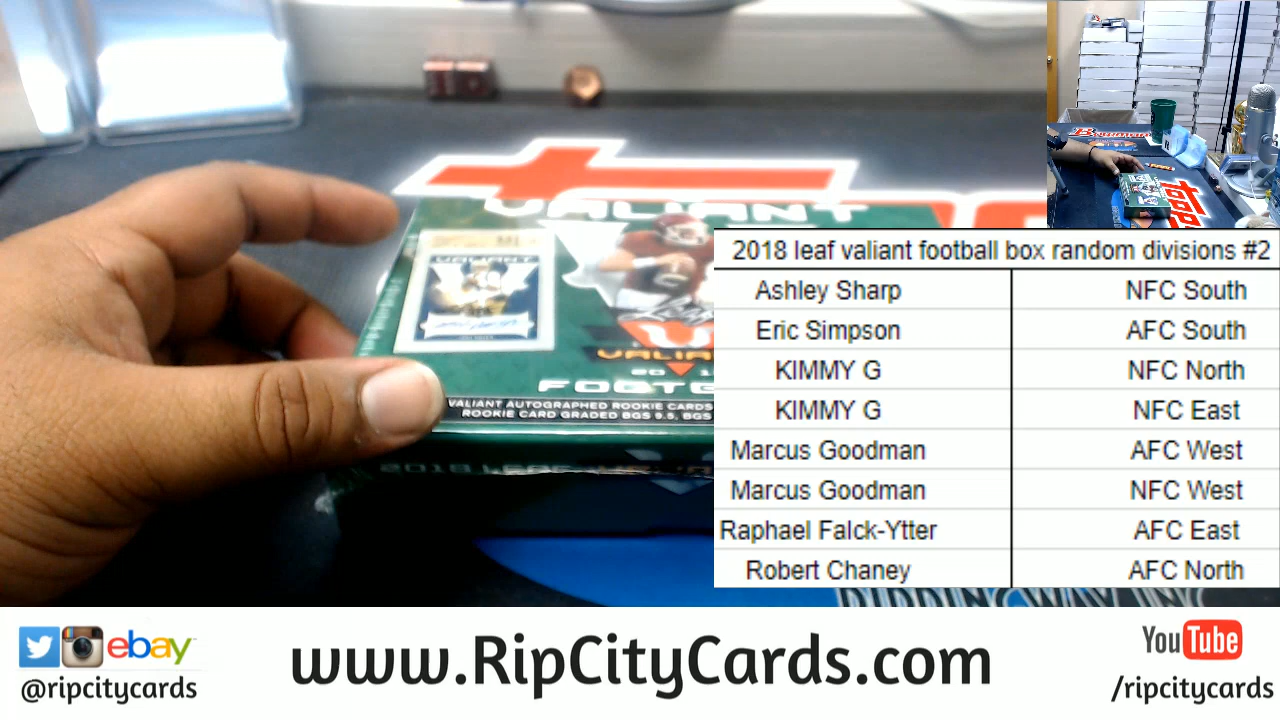 VALIANT
VALIANT
VALIANT AUTOGRAPHED ROOKIE CARDS
ROOKIE CARD GRADED BGS 9.5, BGS
Bowman
topps
2018 leaf valiant football box random divisions #2
Ashley Sharp NFC South
Eric Simpson AFC South
KIMMY G NFC North
KIMMY G NFC East
Marcus Goodman AFC West
Marcus Goodman NFC West
Raphael Falck-Ytter AFC East
Robert Chaney AFC North
ebay
@ripcitycards
www.RipCityCards.com
YouTube
/ripcitycards